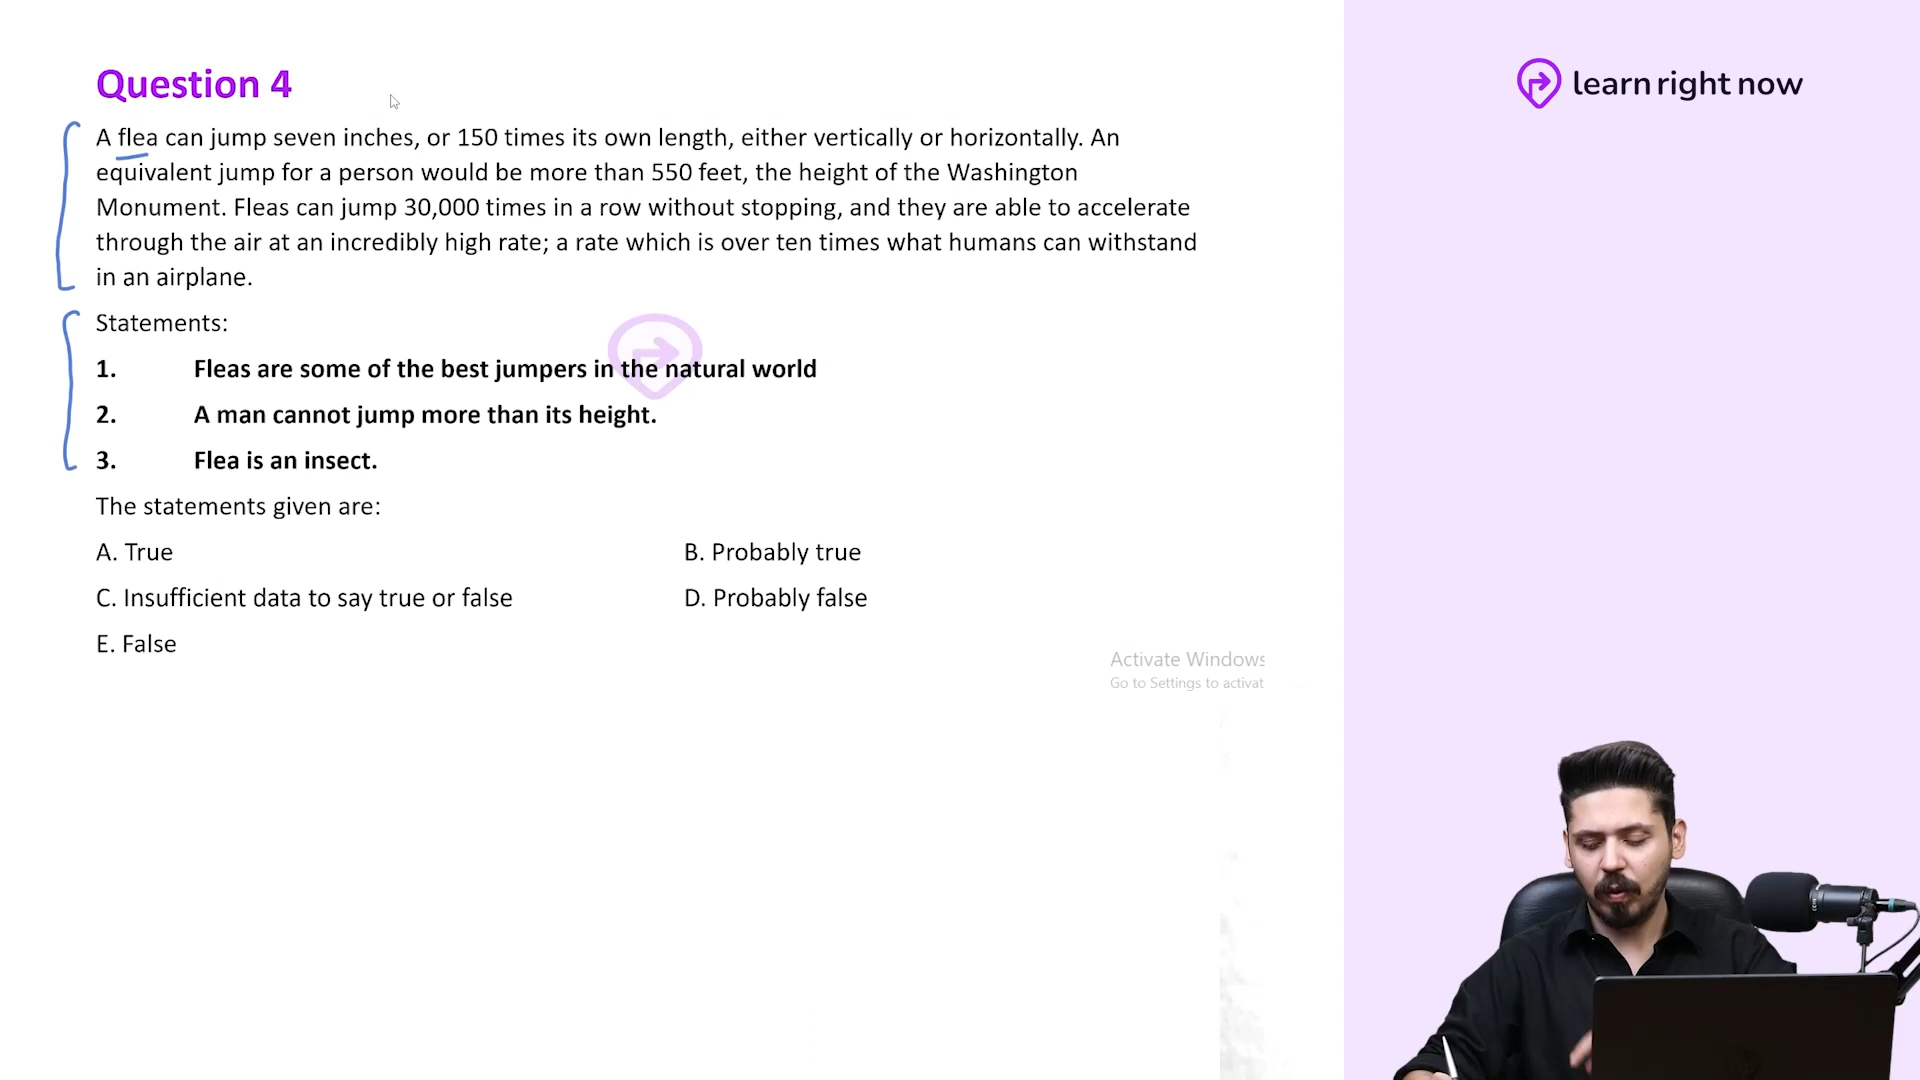 Question 4
learn right now
A flea can jump seven inches, or 150 times its own length, either vertically or horizontally. An
equivalent jump for a person would be more than 550 feet, the height of the Washington
Monument. Fleas can jump 30,000 times in a row without stopping, and they are able to accelerate
through the air at an incredibly high rate; a rate which is over ten times what humans can withstand
in an airplane.
Statements:
1. Fleas are some of the best jumpers in the natural world
2. A man cannot jump more than its height.
3. Flea is an insect.
The statements given are:
A. True
B. Probably true
C. Insufficient data to say true or false
D. Probably false
E. False
Activate Windows
Go to Settings to activat